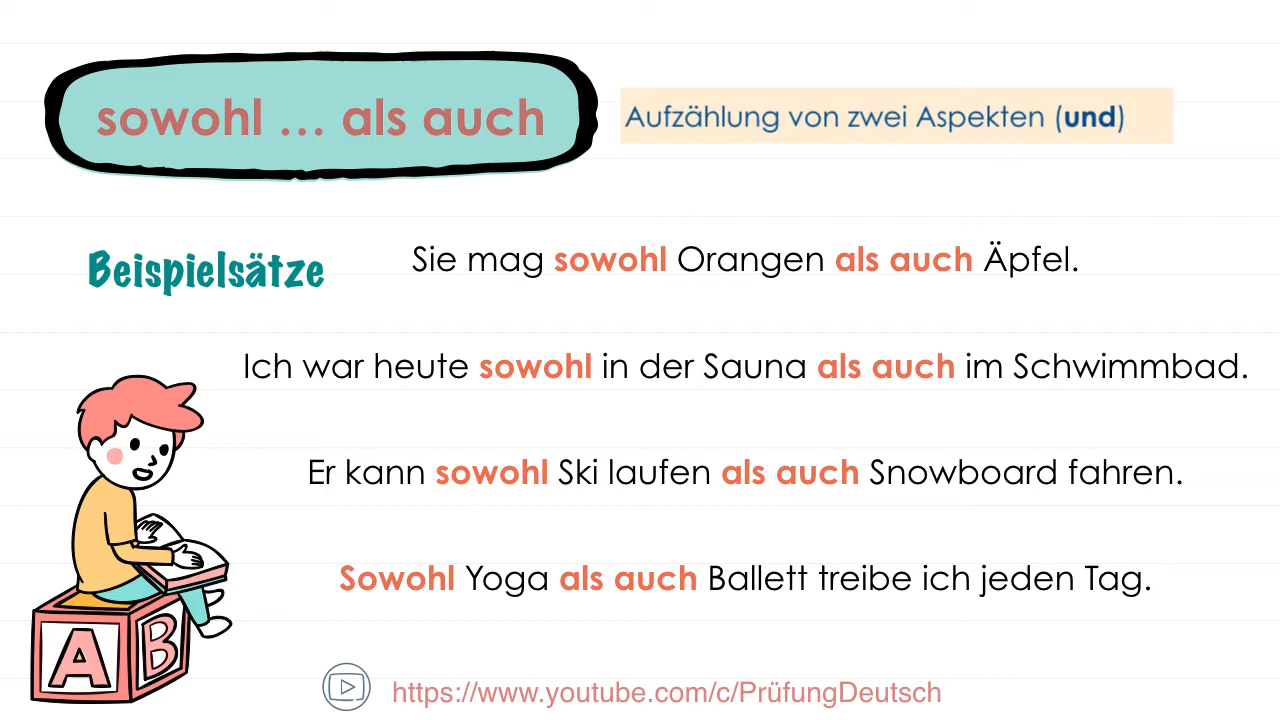 sowohl ... als auch
Aufzählung von zwei Aspekten (und)
Beispielsätze
Sie mag sowohl Orangen als auch Äpfel.
Ich war heute sowohl in der Sauna als auch im Schwimmbad.
Er kann sowohl Ski laufen als auch Snowboard fahren.
Sowohl Yoga als auch Ballett treibe ich jeden Tag.
A B
https://www.youtube.com/c/PrüfungDeutsch